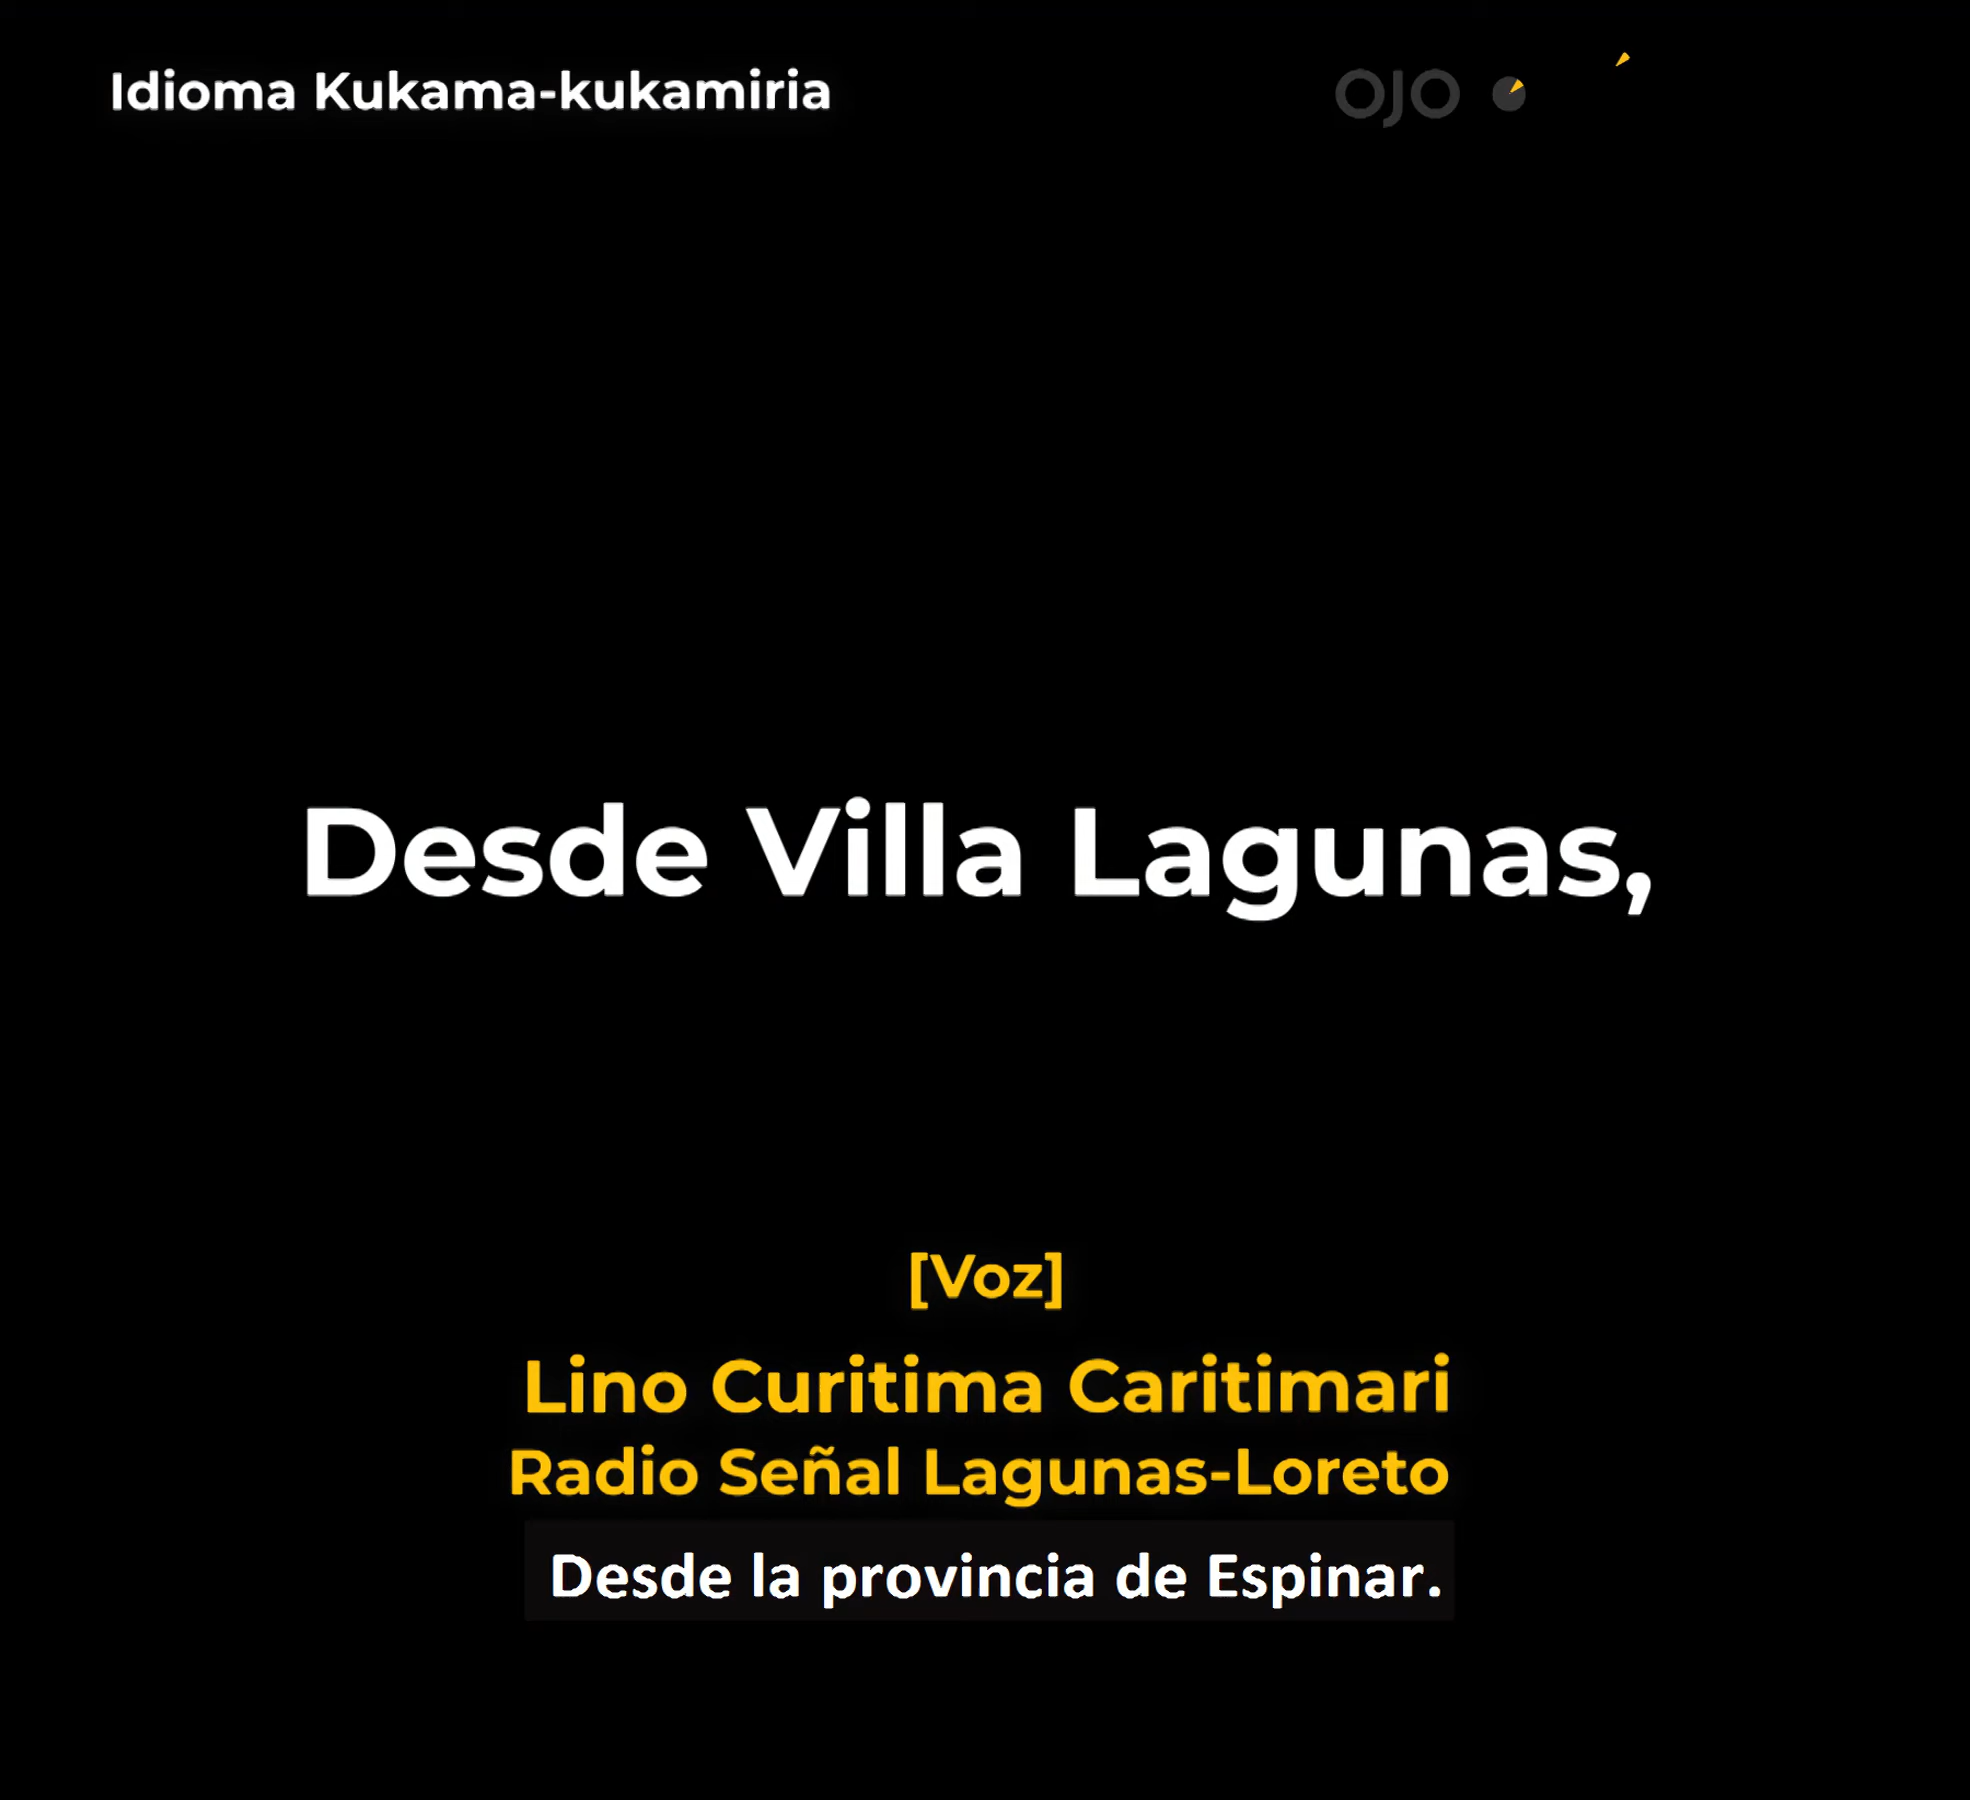 Idioma Kukama-kukamiria
OJO
Desde Villa Lagunas,
[Voz]
Lino Curitima Caritimari
Radio Señal Lagunas-Loreto
Desde la provincia de Espinar.